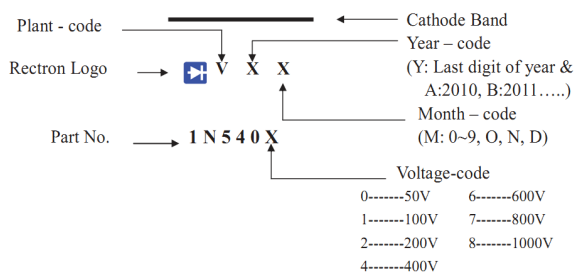 Cathode Band
Plant - code
Year – code
Rectron Logo
V X X
(Y: Last digit of year &
A:2010, B:2011…..)
Month – code
(M: 0~9, O, N, D)
Part No.
1 N 5 4 0 X
Voltage-code
0-------50V 6-------600V
1-------100V 7-------800V
2-------200V 8-------1000V
4-------400V